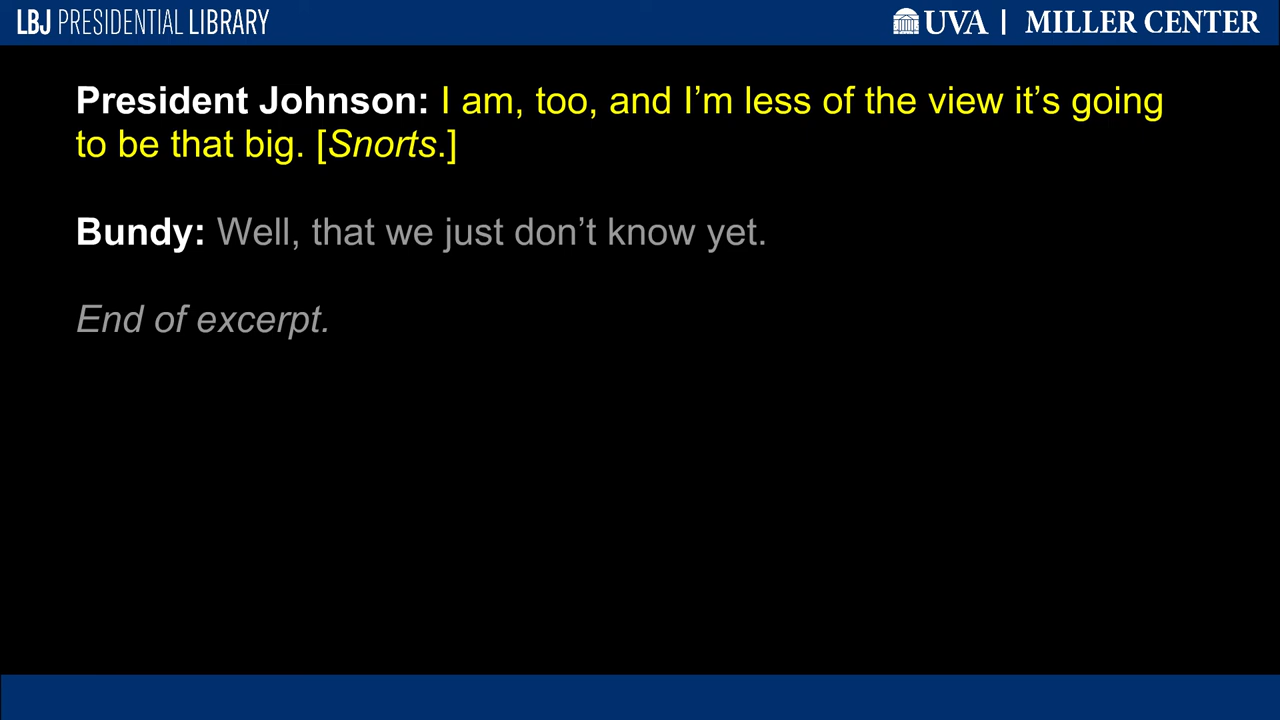 LBJ PRESIDENTIAL LIBRARY
UVA | MILLER CENTER
President Johnson: I am, too, and I’m less of the view it’s going
to be that big. [Snorts.]
Bundy: Well, that we just don’t know yet.
End of excerpt.